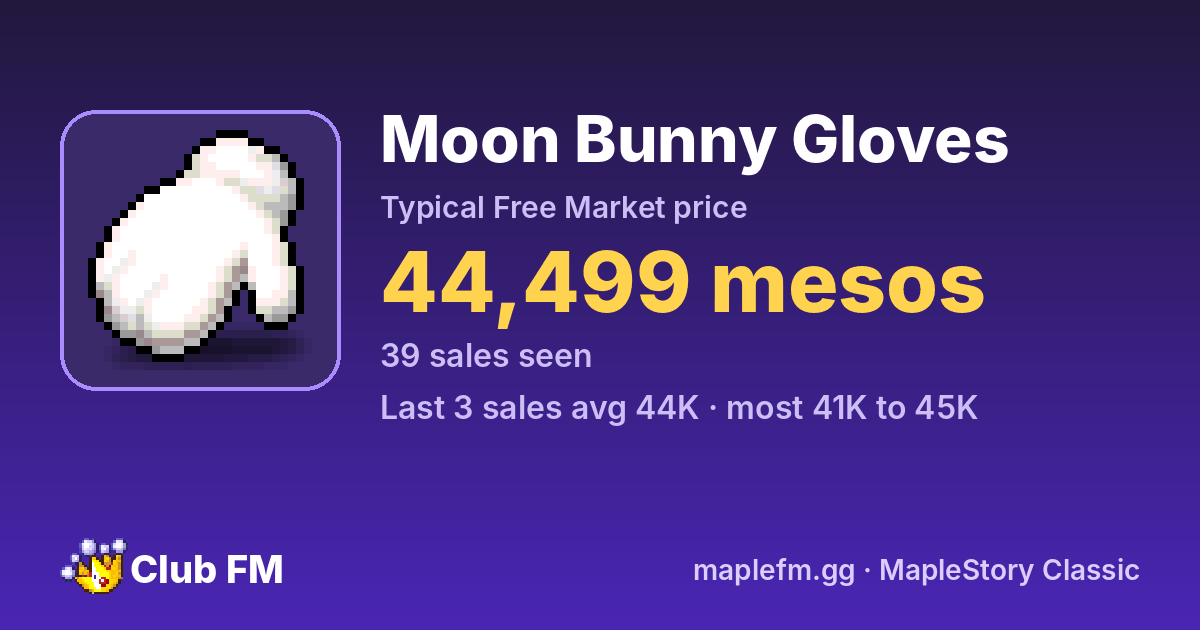 Moon Bunny Gloves
Typical Free Market price
44,499 mesos
39 sales seen
Last 3 sales avg 44K · most 41K to 45K
Club FM
maplefm.gg · MapleStory Classic